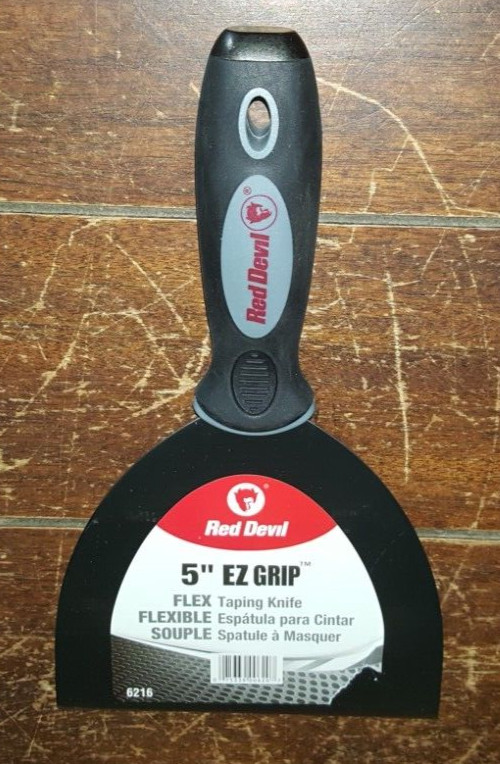 Red Devil ®
®
Red Devil
5" EZ GRIP™
FLEX Taping Knife
FLEXIBLE Espátula para Cintar
SOUPLE Spatule à Masquer
6216